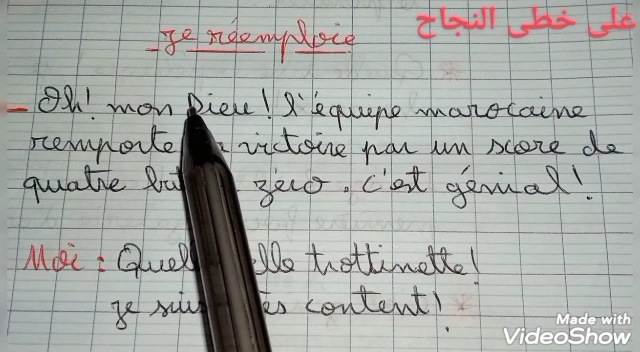 على خطى النجاح
je réemploie
- Oh! mon Dieu! l'équipe marocaine
remporte victoire par un score de
quatre zéro. c'est génial!
Moi: trottinette!
je suis content!
Made with
VideoShow